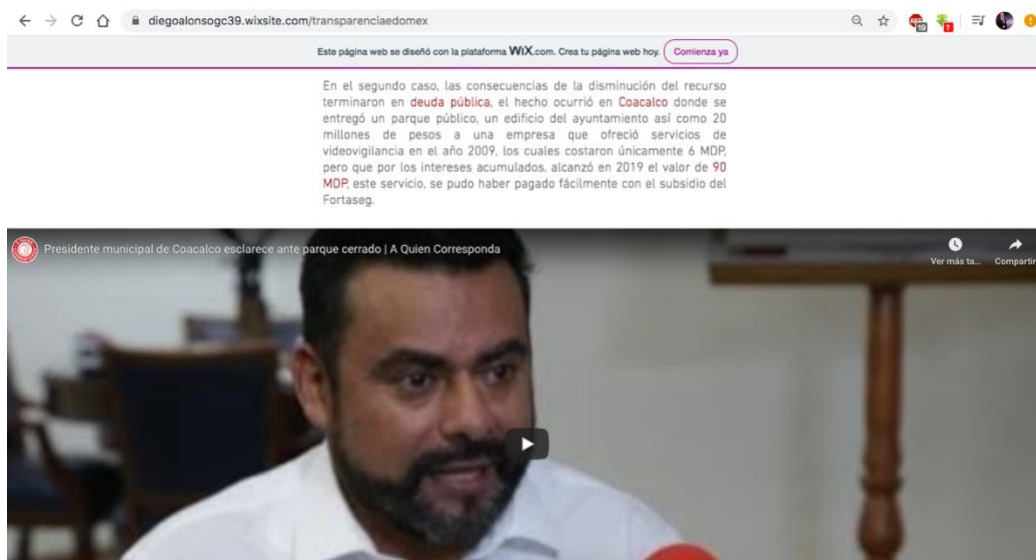 diegoalonsogc39.wixsite.com/transparenciaedomex
Este página web se diseñó con la plataforma WiX.com. Crea tu página web hoy. Comienza ya
En el segundo caso, las consecuencias de la disminución del recurso
terminaron en deuda pública, el hecho ocurrió en Coacalco donde se
entregó un parque público, un edificio del ayuntamiento así como 20
millones de pesos a una empresa que ofreció servicios de
videovigilancia en el año 2009, los cuales costaron únicamente 6 MDP,
pero que por los intereses acumulados, alcanzó en 2019 el valor de 90
MDP, este servicio, se pudo haber pagado fácilmente con el subsidio del
Fortaseg.
Presidente municipal de Coacalco esclarece ante parque cerrado | A Quien Corresponda
Ver más ta... Compartir